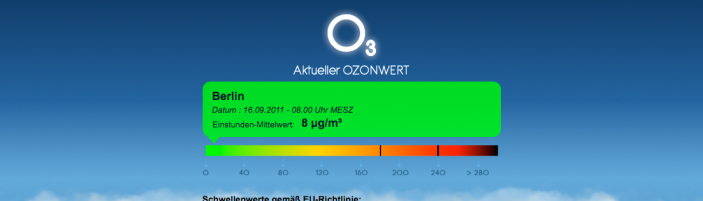 O3
Aktueller OZONWERT
Berlin
Datum : 16.09.2011 - 08.00 Uhr MESZ
Einstunden-Mittelwert: 8 µg/m³
0 40 80 120 160 200 240 > 280
Schwellenwerte gemäß EU-Richtlinie: